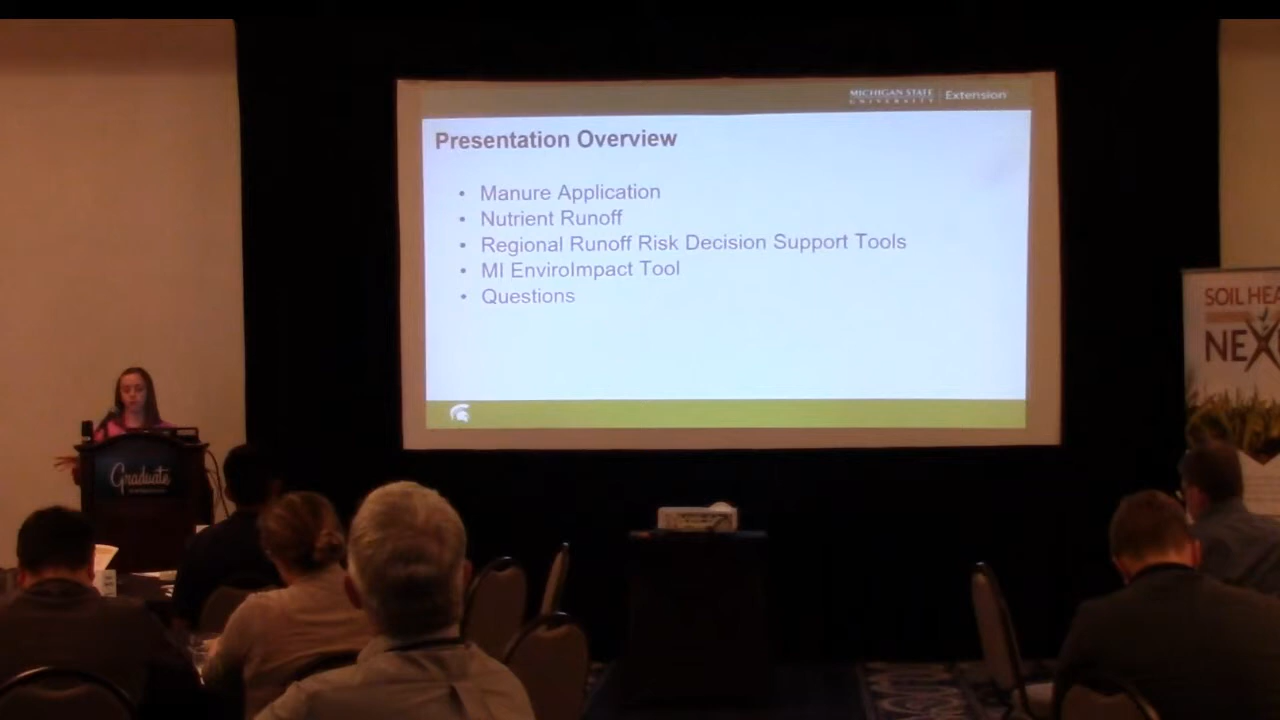 MICHIGAN STATE
UNIVERSITY
Extension
Presentation Overview
• Manure Application
• Nutrient Runoff
• Regional Runoff Risk Decision Support Tools
• MI EnviroImpact Tool
• Questions
SOIL HEA
NEX
Graduate